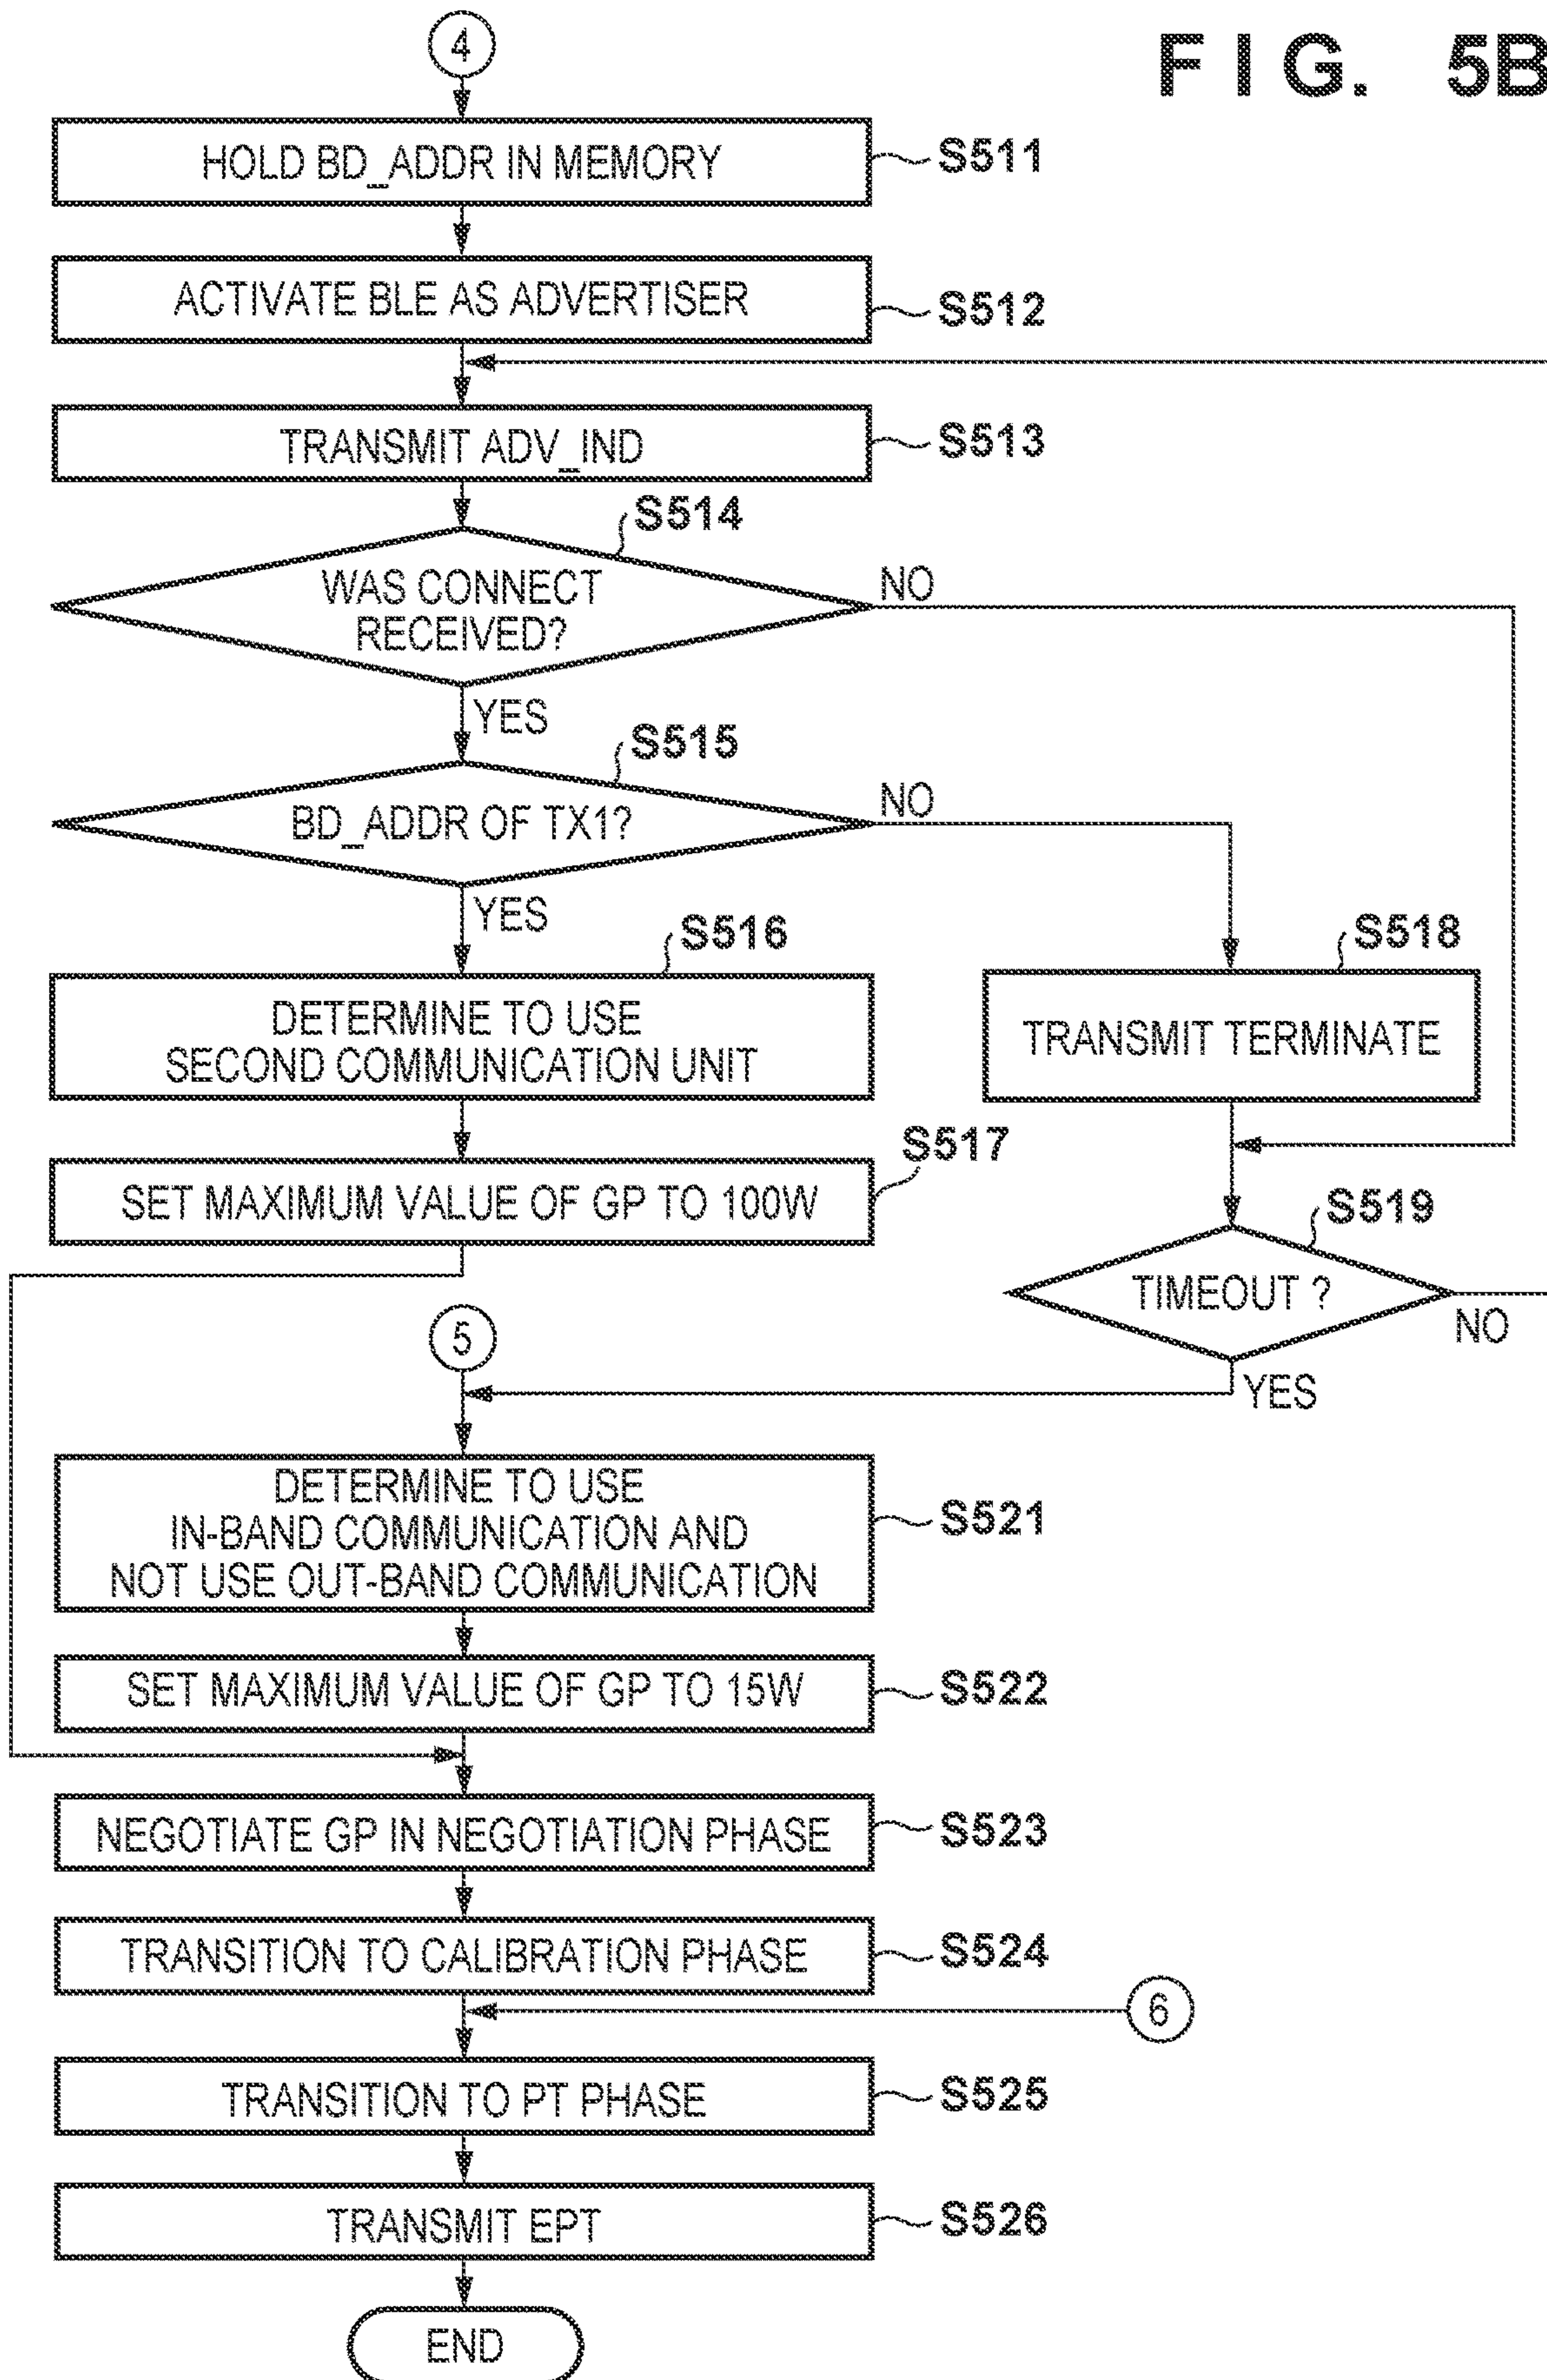 4
FIG. 5B
HOLD BD_ADDR IN MEMORY
S511
ACTIVATE BLE AS ADVERTISER
S512
TRANSMIT ADV_IND
S513
S514
WAS CONNECT
RECEIVED?
NO
YES
S515
BD_ADDR OF TX1?
NO
YES
S516
DETERMINE TO USE
SECOND COMMUNICATION UNIT
S518
TRANSMIT TERMINATE
S517
SET MAXIMUM VALUE OF GP TO 100W
S519
TIMEOUT ?
NO
YES
5
DETERMINE TO USE
IN-BAND COMMUNICATION AND
NOT USE OUT-BAND COMMUNICATION
S521
SET MAXIMUM VALUE OF GP TO 15W
S522
NEGOTIATE GP IN NEGOTIATION PHASE
S523
TRANSITION TO CALIBRATION PHASE
S524
6
TRANSITION TO PT PHASE
S525
TRANSMIT EPT
S526
END